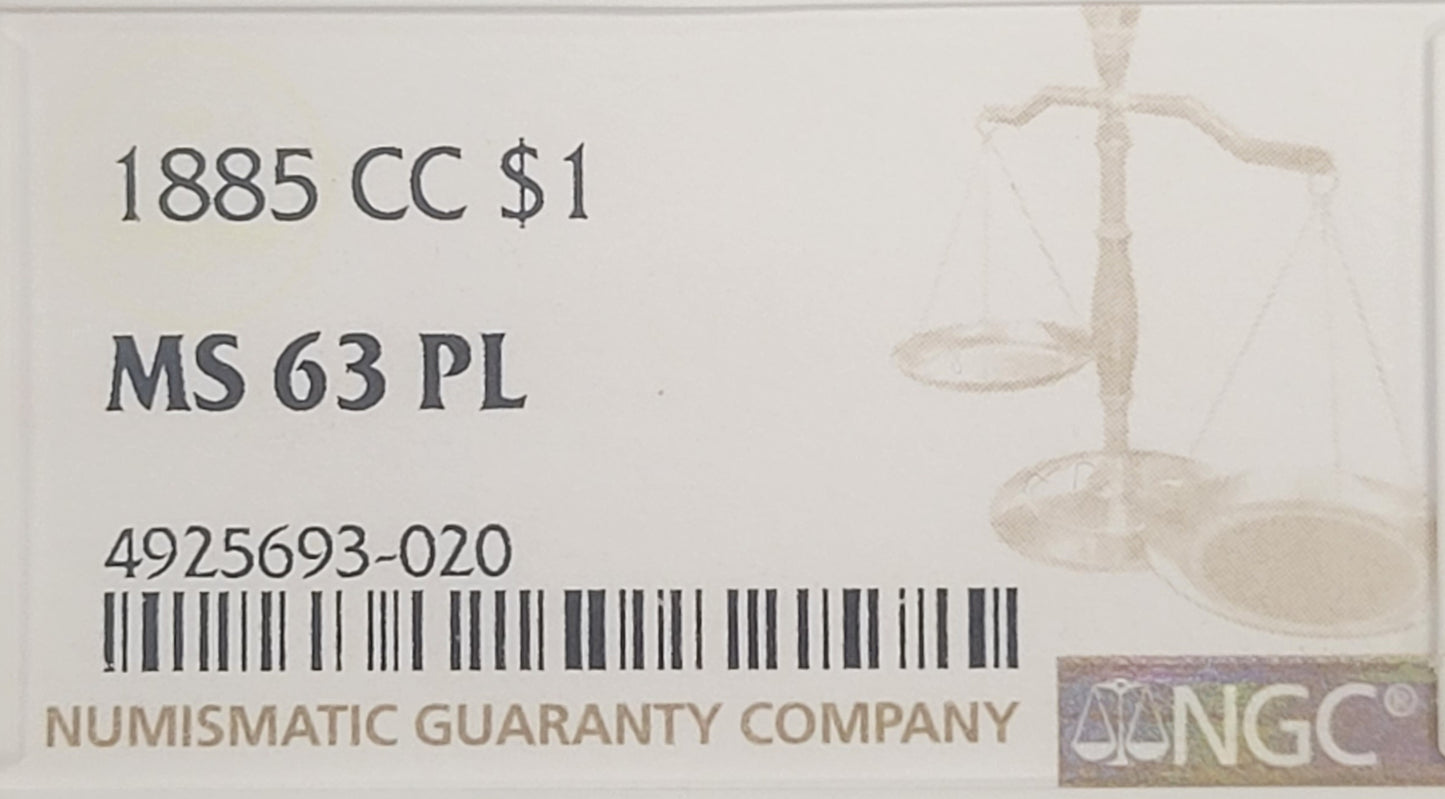 1885 CC $1
MS 63 PL
4925693-020
NUMISMATIC GUARANTY COMPANY
NGC®